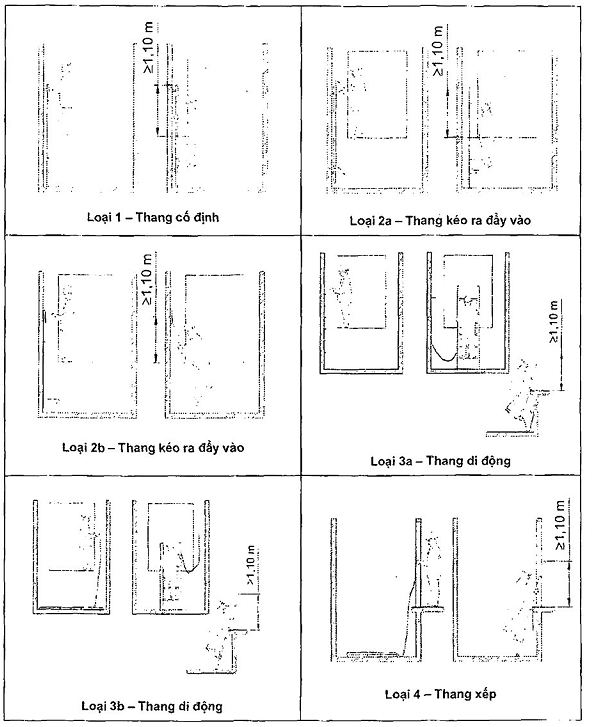 ≥1,10 m
Loại 1 – Thang cố định
≥1,10 m
Loại 2a – Thang kéo ra đẩy vào
≥1,10 m
Loại 2b – Thang kéo ra đẩy vào
≥1,10 m
Loại 3a – Thang di động
≥1,10 m
Loại 3b – Thang di động
≥1,10 m
Loại 4 – Thang xếp